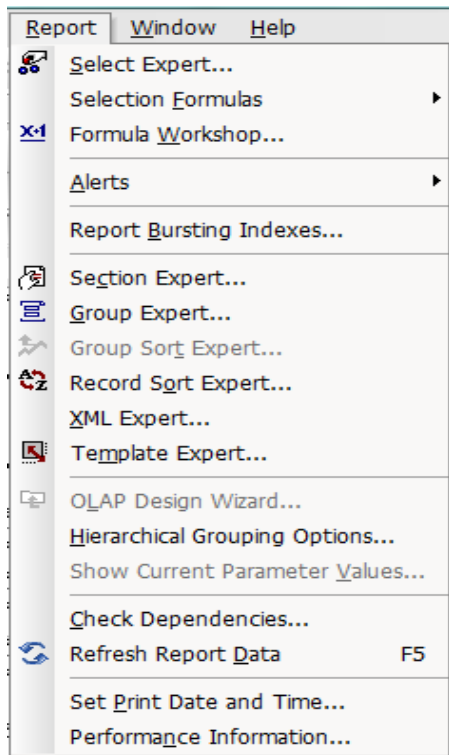 Report Window Help
Select Expert...
Selection Formulas
X+1 Formula Workshop...
Alerts
Report Bursting Indexes...
Section Expert...
Group Expert...
Group Sort Expert...
A Z Record Sort Expert...
XML Expert...
Template Expert...
OLAP Design Wizard...
Hierarchical Grouping Options...
Show Current Parameter Values...
Check Dependencies...
Refresh Report Data F5
Set Print Date and Time...
Performance Information...